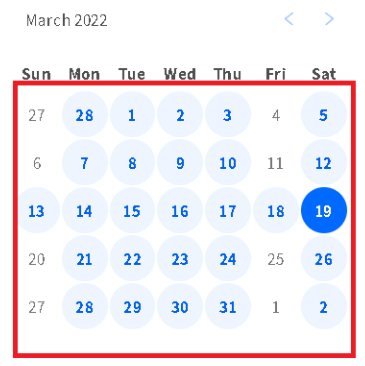 March 2022
Sun Mon Tue Wed Thu Fri Sat
27 28 1 2 3 4 5
6 7 8 9 10 11 12
13 14 15 16 17 18 19
20 21 22 23 24 25 26
27 28 29 30 31 1 2